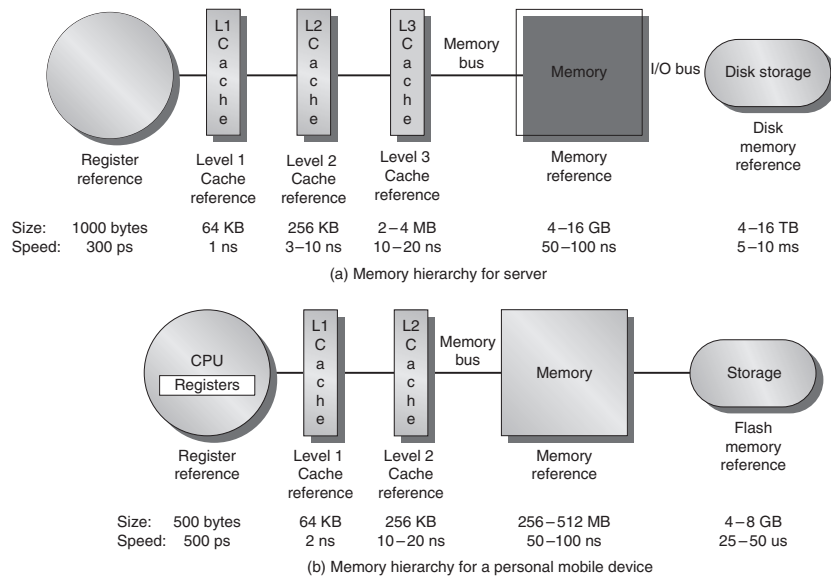 L1
Cache
L2
Cache
L3
Cache
Memory
bus
Memory
I/O bus
Disk storage
Register
reference
Level 1
Cache
reference
Level 2
Cache
reference
Level 3
Cache
reference
Memory
reference
Disk
memory
reference
Size: 1000 bytes 64 KB 256 KB 2–4 MB 4–16 GB 4–16 TB
Speed: 300 ps 1 ns 3–10 ns 10–20 ns 50–100 ns 5–10 ms
(a) Memory hierarchy for server
CPU
Registers
L1
Cache
L2
Cache
Memory
bus
Memory
Storage
Register
reference
Level 1
Cache
reference
Level 2
Cache
reference
Memory
reference
Flash
memory
reference
Size: 500 bytes 64 KB 256 KB 256–512 MB 4–8 GB
Speed: 500 ps 2 ns 10–20 ns 50–100 ns 25–50 us
(b) Memory hierarchy for a personal mobile device